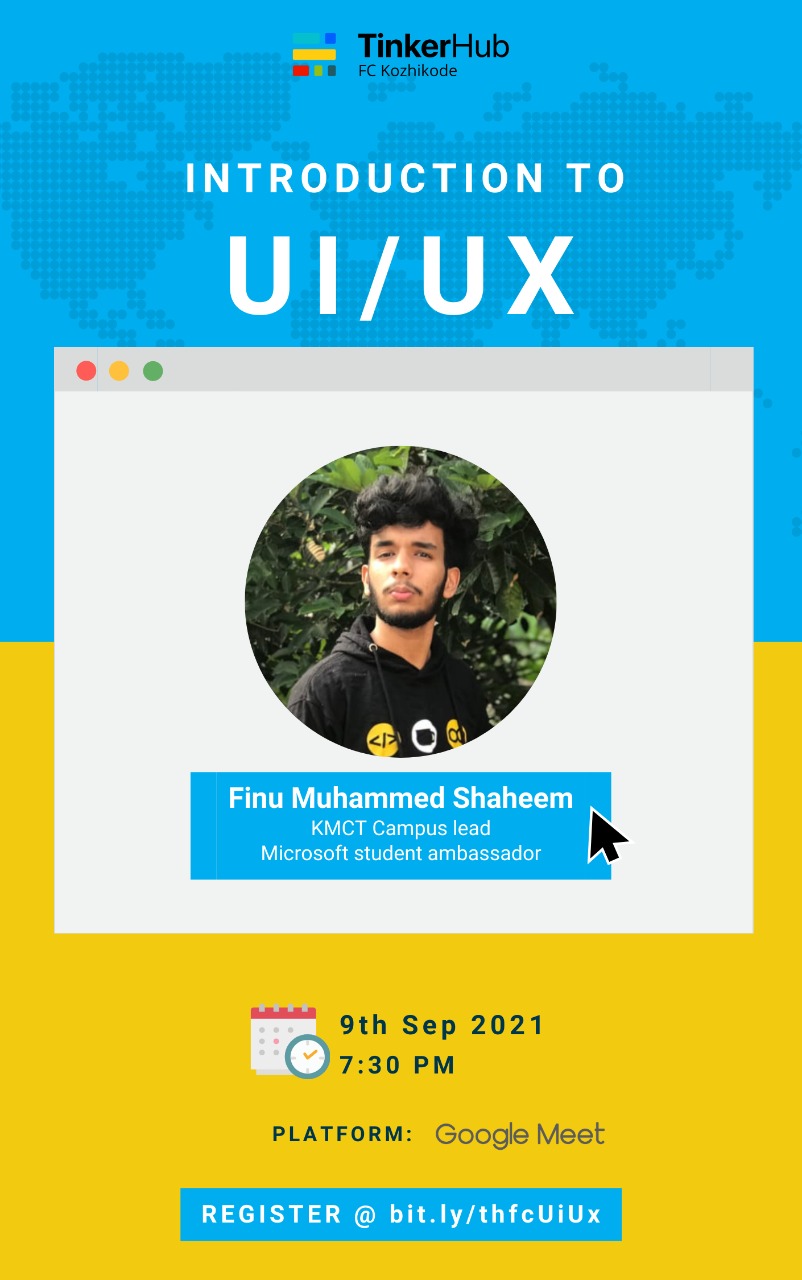 TinkerHub
FC Kozhikode
INTRODUCTION TO
UI/UX
</>
Finu Muhammed Shaheem
KMCT Campus lead
Microsoft student ambassador
9th Sep 2021
7:30 PM
PLATFORM: Google Meet
REGISTER @ bit.ly/thfcUiUx